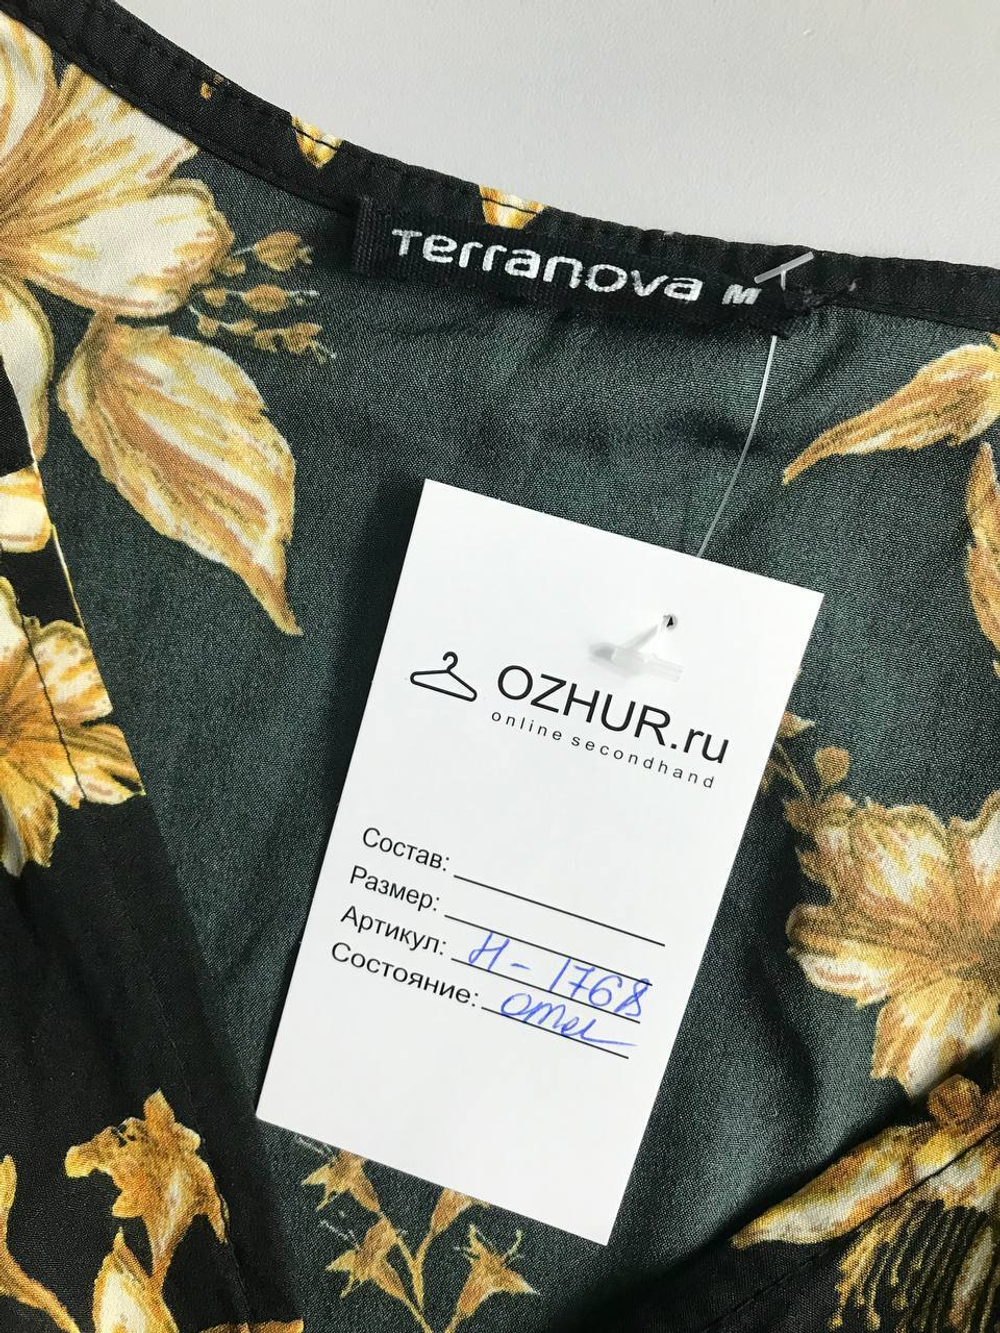 Terranova M
OZHUR.ru
online secondhand
Состав:
Размер:
Артикул: Н-1768
Состояние: отл